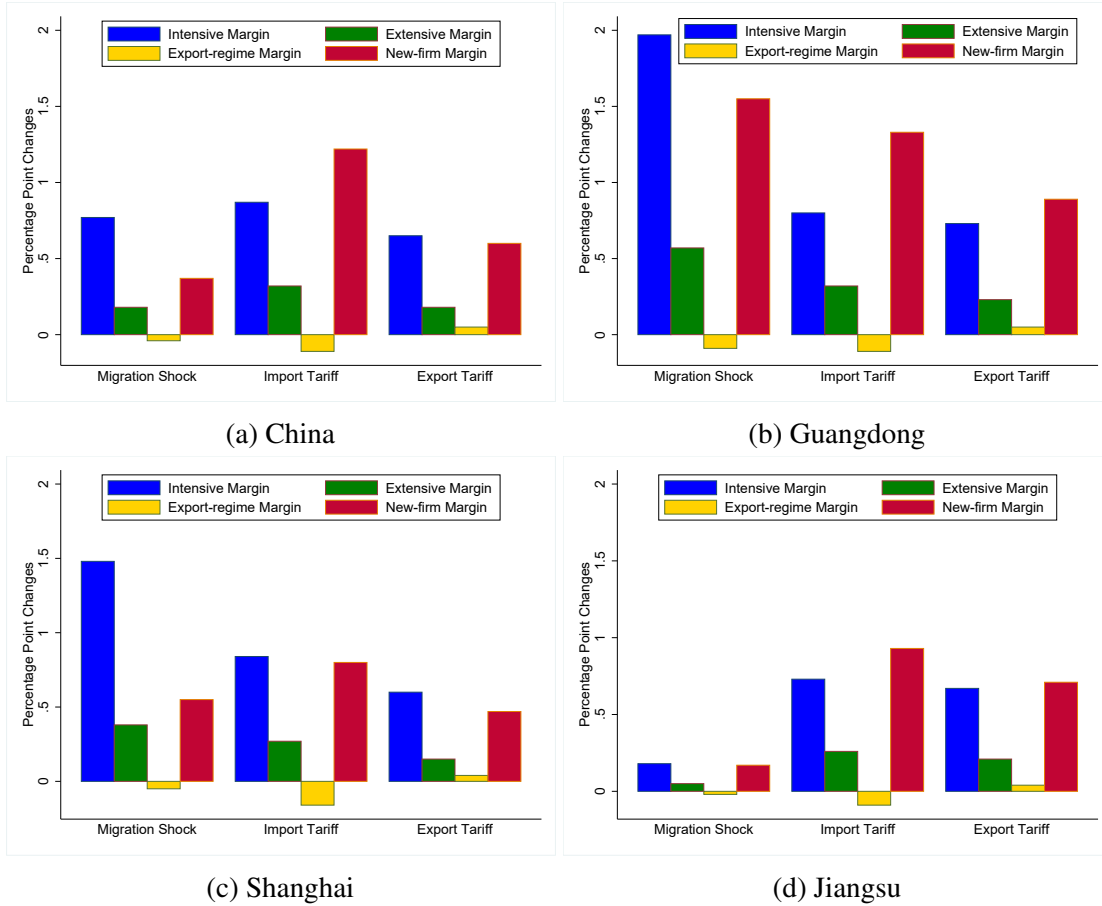 Percentage Point Changes
2
1.5
1
.5
0
Intensive Margin
Extensive Margin
Export-regime Margin
New-firm Margin
Migration Shock
Import Tariff
Export Tariff
(a) China
Percentage Point Changes
2
1.5
1
.5
0
Intensive Margin
Extensive Margin
Export-regime Margin
New-firm Margin
Migration Shock
Import Tariff
Export Tariff
(b) Guangdong
Percentage Point Changes
2
1.5
1
.5
0
Intensive Margin
Extensive Margin
Export-regime Margin
New-firm Margin
Migration Shock
Import Tariff
Export Tariff
(c) Shanghai
Percentage Point Changes
2
1.5
1
.5
0
Intensive Margin
Extensive Margin
Export-regime Margin
New-firm Margin
Migration Shock
Import Tariff
Export Tariff
(d) Jiangsu